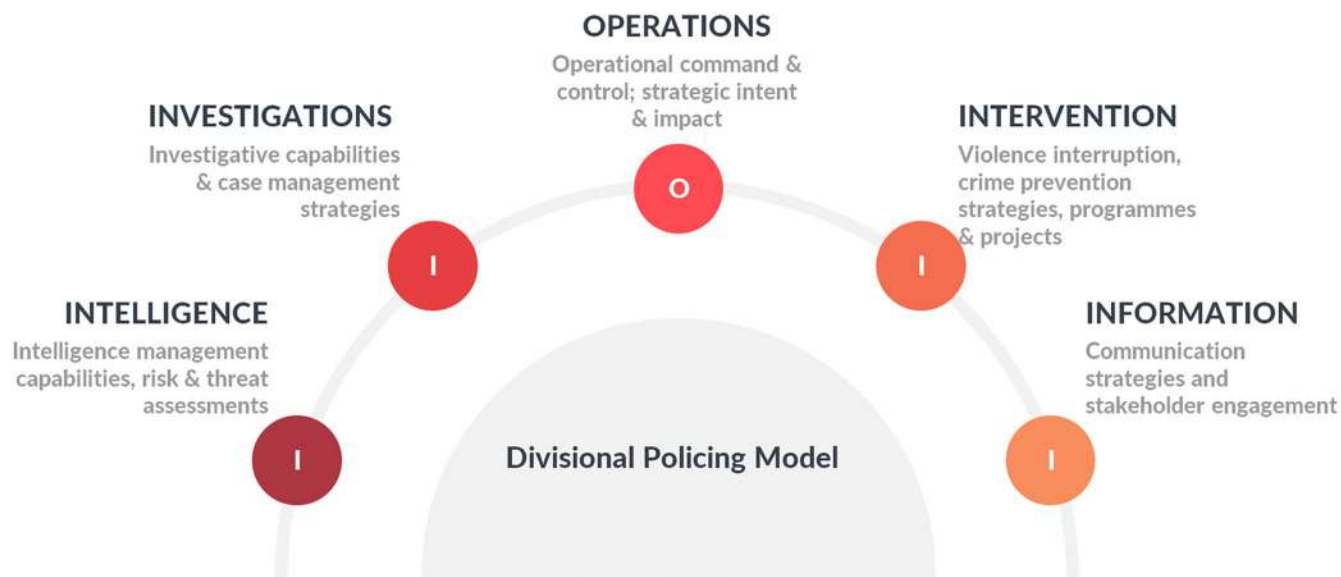 OPERATIONS
Operational command &
control; strategic intent
& impact
O
INVESTIGATIONS
Investigative capabilities
& case management
strategies
I
INTERVENTION
Violence interruption,
crime prevention
strategies, programmes
& projects
I
INTELLIGENCE
Intelligence management
capabilities, risk & threat
assessments
I
INFORMATION
Communication
strategies and
stakeholder engagement
I
Divisional Policing Model